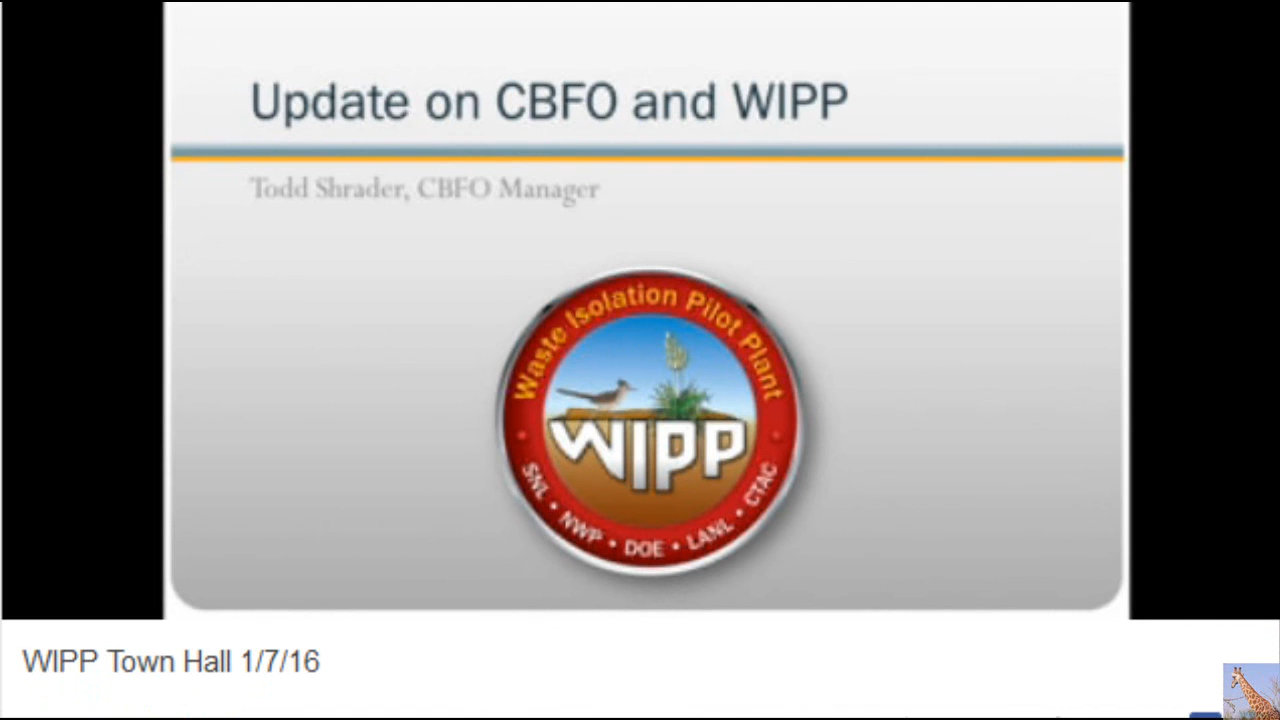 Update on CBFO and WIPP
Todd Shrader, CBFO Manager
Waste Isolation Pilot Plant
WIPP
SNL • NWP • DOE • LANL • CTAC
WIPP Town Hall 1/7/16